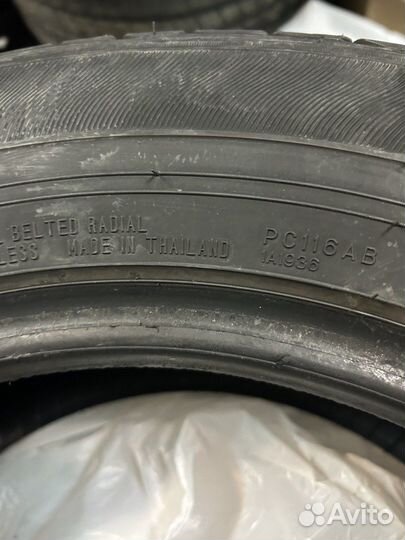 BELTED RADIAL
LESS MADE IN THAILAND
PC116AB
1A1936
Avito